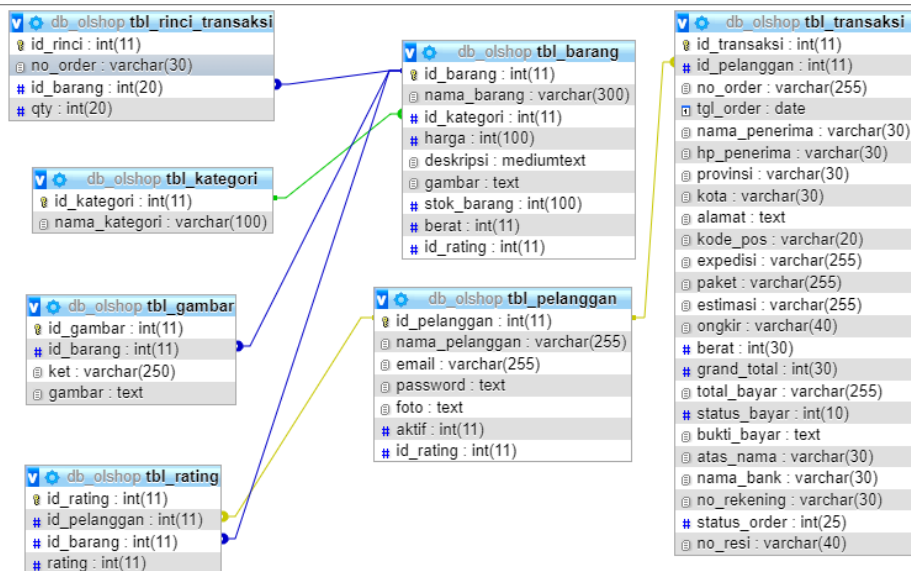 db_olshop tbl_rinci_transaksi
id_rinci : int(11)
no_order : varchar(30)
id_barang : int(20)
qty : int(20)
db_olshop tbl_kategori
id_kategori : int(11)
nama_kategori : varchar(100)
db_olshop tbl_gambar
id_gambar : int(11)
id_barang : int(11)
ket : varchar(250)
gambar : text
db_olshop tbl_rating
id_rating : int(11)
id_pelanggan : int(11)
id_barang : int(11)
rating : int(11)
db_olshop tbl_barang
id_barang : int(11)
nama_barang : varchar(300)
id_kategori : int(11)
harga : int(100)
deskripsi : mediumtext
gambar : text
stok_barang : int(100)
berat : int(11)
id_rating : int(11)
db_olshop tbl_pelanggan
id_pelanggan : int(11)
nama_pelanggan : varchar(255)
email : varchar(255)
password : text
foto : text
aktif : int(11)
id_rating : int(11)
db_olshop tbl_transaksi
id_transaksi : int(11)
id_pelanggan : int(11)
no_order : varchar(255)
tgl_order : date
nama_penerima : varchar(30)
hp_penerima : varchar(30)
provinsi : varchar(30)
kota : varchar(30)
alamat : text
kode_pos : varchar(20)
expedisi : varchar(255)
paket : varchar(255)
estimasi : varchar(255)
ongkir : varchar(40)
berat : int(30)
grand_total : int(30)
total_bayar : varchar(255)
status_bayar : int(10)
bukti_bayar : text
atas_nama : varchar(30)
nama_bank : varchar(30)
no_rekening : varchar(30)
status_order : int(25)
no_resi : varchar(40)